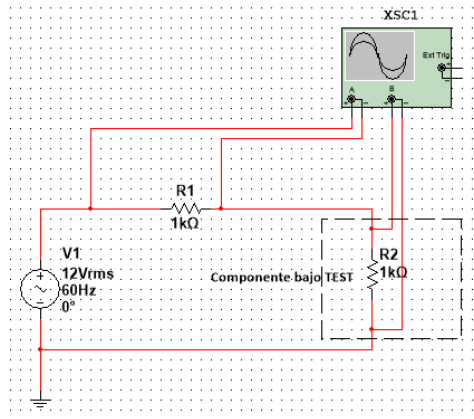 XSC1
Ext Trig
+
-
A
B
+ - + -
R1
1kΩ
V1
12Vrms
60Hz
0°
R2
1kΩ
Componente bajo TEST